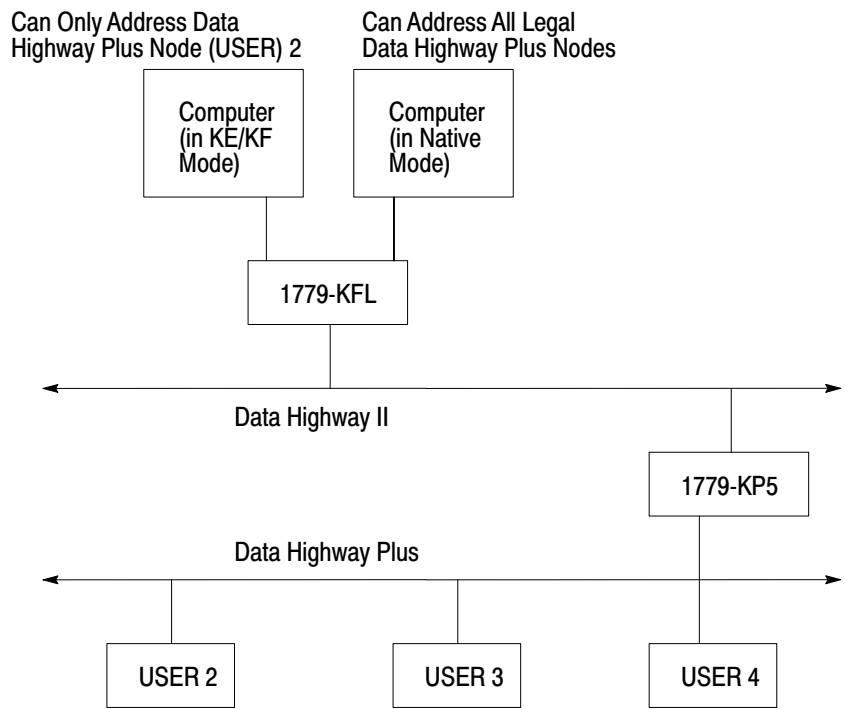 Can Only Address Data
Highway Plus Node (USER) 2
Can Address All Legal
Data Highway Plus Nodes
Computer
(in KE/KF
Mode)
Computer
(in Native
Mode)
1779-KFL
Data Highway II
1779-KP5
Data Highway Plus
USER 2
USER 3
USER 4